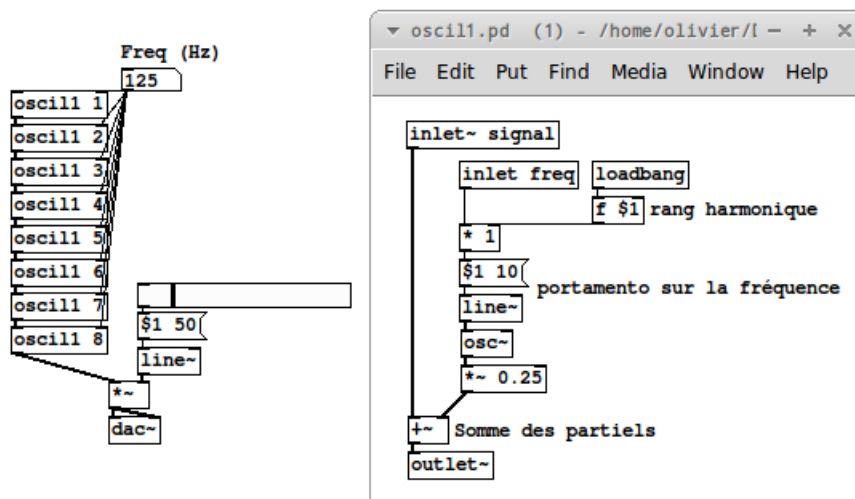 Freq (Hz)
125
oscil1 1
oscil1 2
oscil1 3
oscil1 4
oscil1 5
oscil1 6
oscil1 7
oscil1 8
$1 50
line~
*~
dac~
oscil1.pd (1) - /home/olivier/
File Edit Put Find Media Window Help
inlet~ signal
inlet freq
loadbang
f $1 rang harmonique
* 1
$1 10
portamento sur la fréquence
line~
osc~
*~ 0.25
+~ Somme des partiels
outlet~